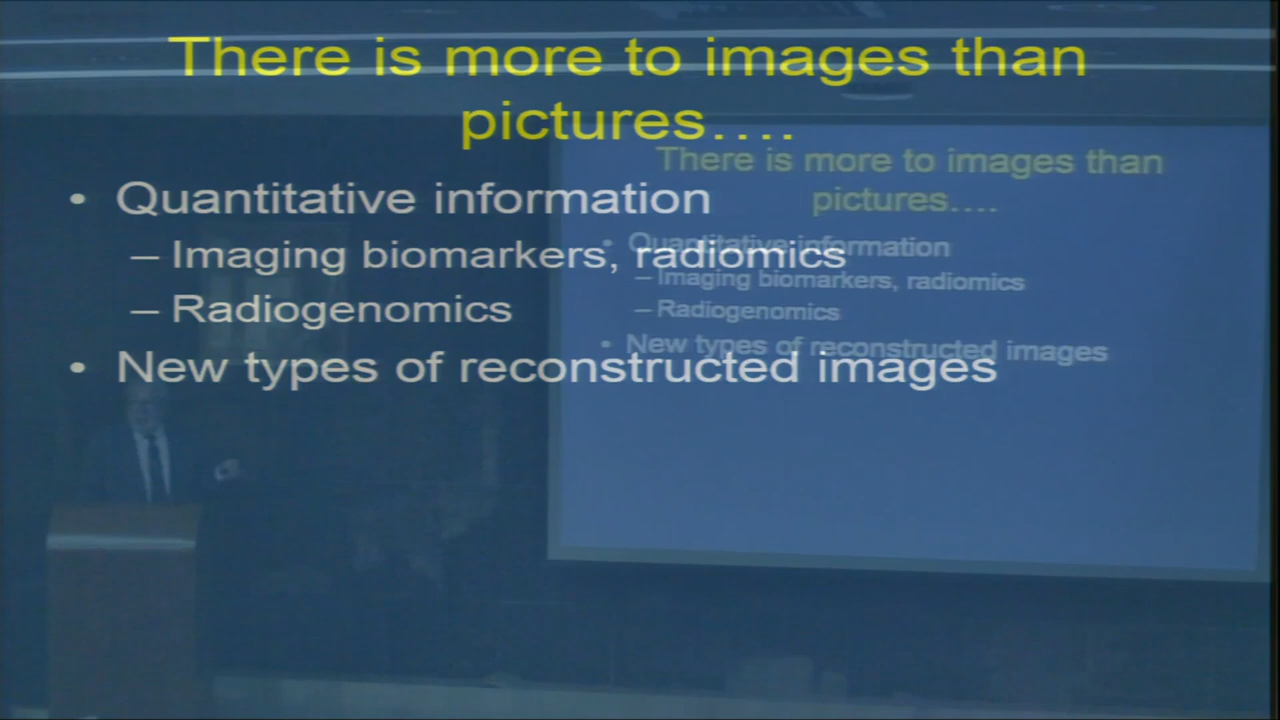 There is more to images than
pictures….
• Quantitative information
– Imaging biomarkers, radiomics
– Radiogenomics
• New types of reconstructed images
There is more to images than
pictures….
• Quantitative information
– Imaging biomarkers, radiomics
– Radiogenomics
• New types of reconstructed images